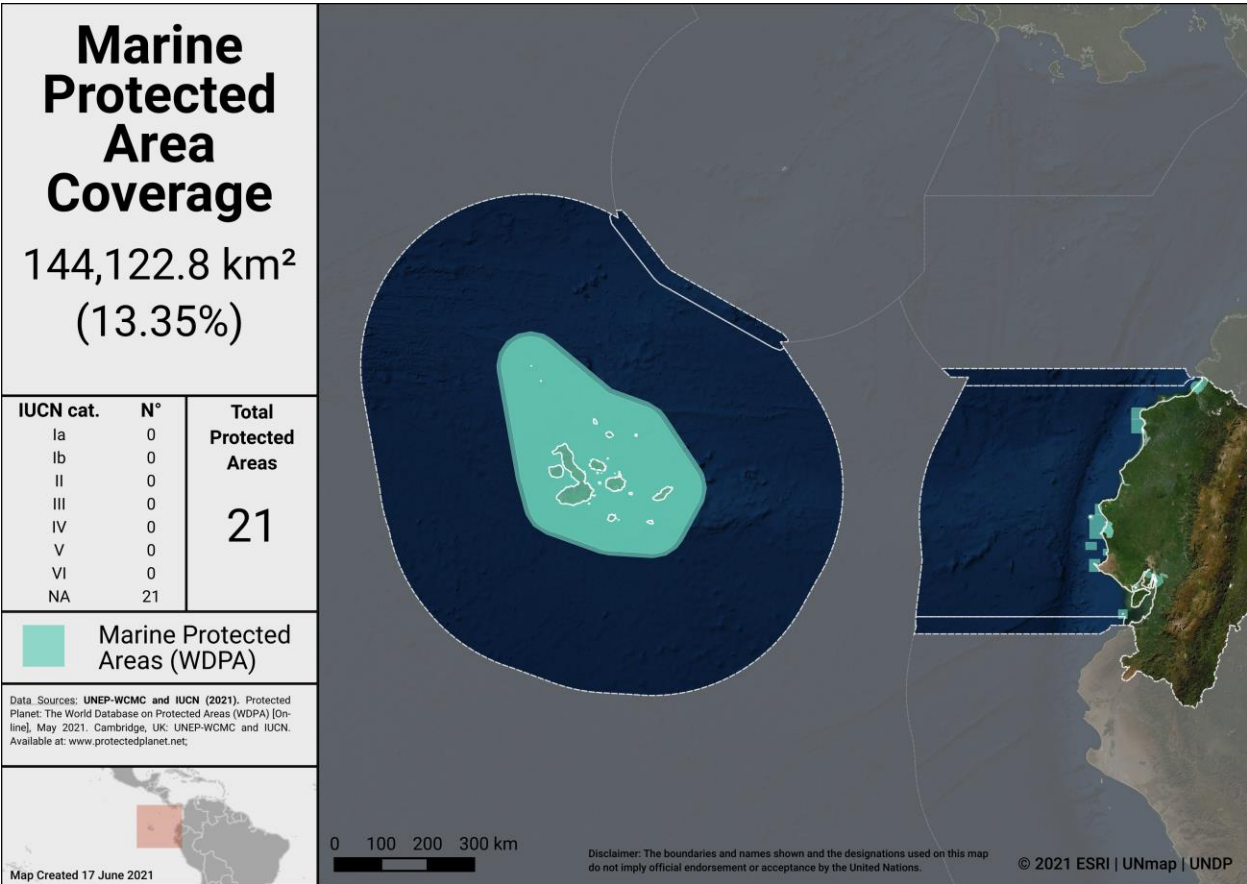 Marine
Protected
Area
Coverage
144,122.8 km²
(13.35%)
IUCN cat. N°
Ia 0
Ib 0
II 0
III 0
IV 0
V 0
VI 0
NA 21
Total
Protected
Areas
21
Marine Protected
Areas (WDPA)
Data Sources: UNEP-WCMC and IUCN (2021). Protected
Planet: The World Database on Protected Areas (WDPA) [On-
line], May 2021. Cambridge, UK: UNEP-WCMC and IUCN.
Available at: www.protectedplanet.net;
Map Created 17 June 2021
0 100 200 300 km
Disclaimer: The boundaries and names shown and the designations used on this map
do not imply official endorsement or acceptance by the United Nations.
© 2021 ESRI | UNmap | UNDP